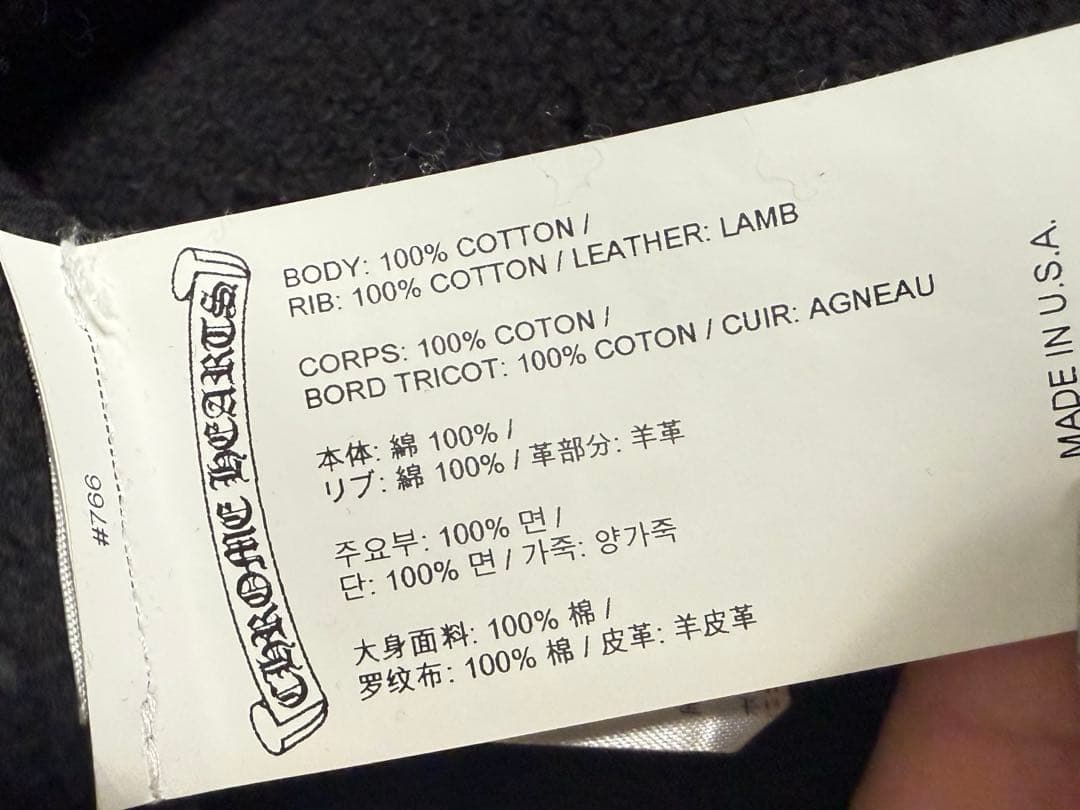 CHROME HEARTS
BODY: 100% COTTON /
RIB: 100% COTTON / LEATHER: LAMB
CORPS: 100% COTON /
BORD TRICOT: 100% COTON / CUIR: AGNEAU
本体: 綿 100% /
リブ: 綿 100% / 革部分: 羊革
주요부: 100% 면 /
단: 100% 면 / 가죽: 양가죽
大身面料: 100% 棉 /
罗纹布: 100% 棉 / 皮革: 羊皮革
MADE IN U.S.A.
#766